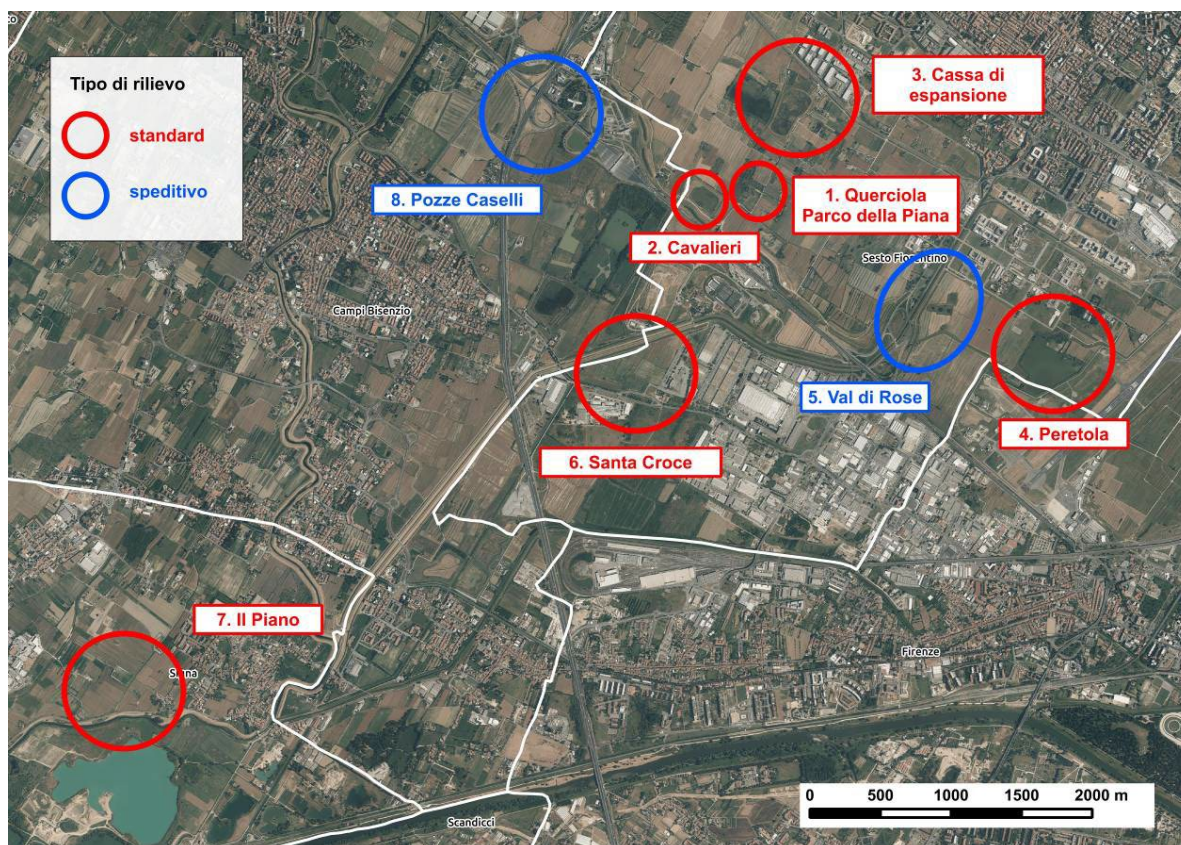 Tipo di rilievo
standard
speditivo
3. Cassa di
espansione
8. Pozze Caselli
1. Querciola
Parco della Piana
2. Cavalieri
Sesto Fiorentino
Campi Bisenzio
5. Val di Rose
4. Peretola
6. Santa Croce
7. Il Piano
Firenze
Signa
0 500 1000 1500 2000 m
Scandicci